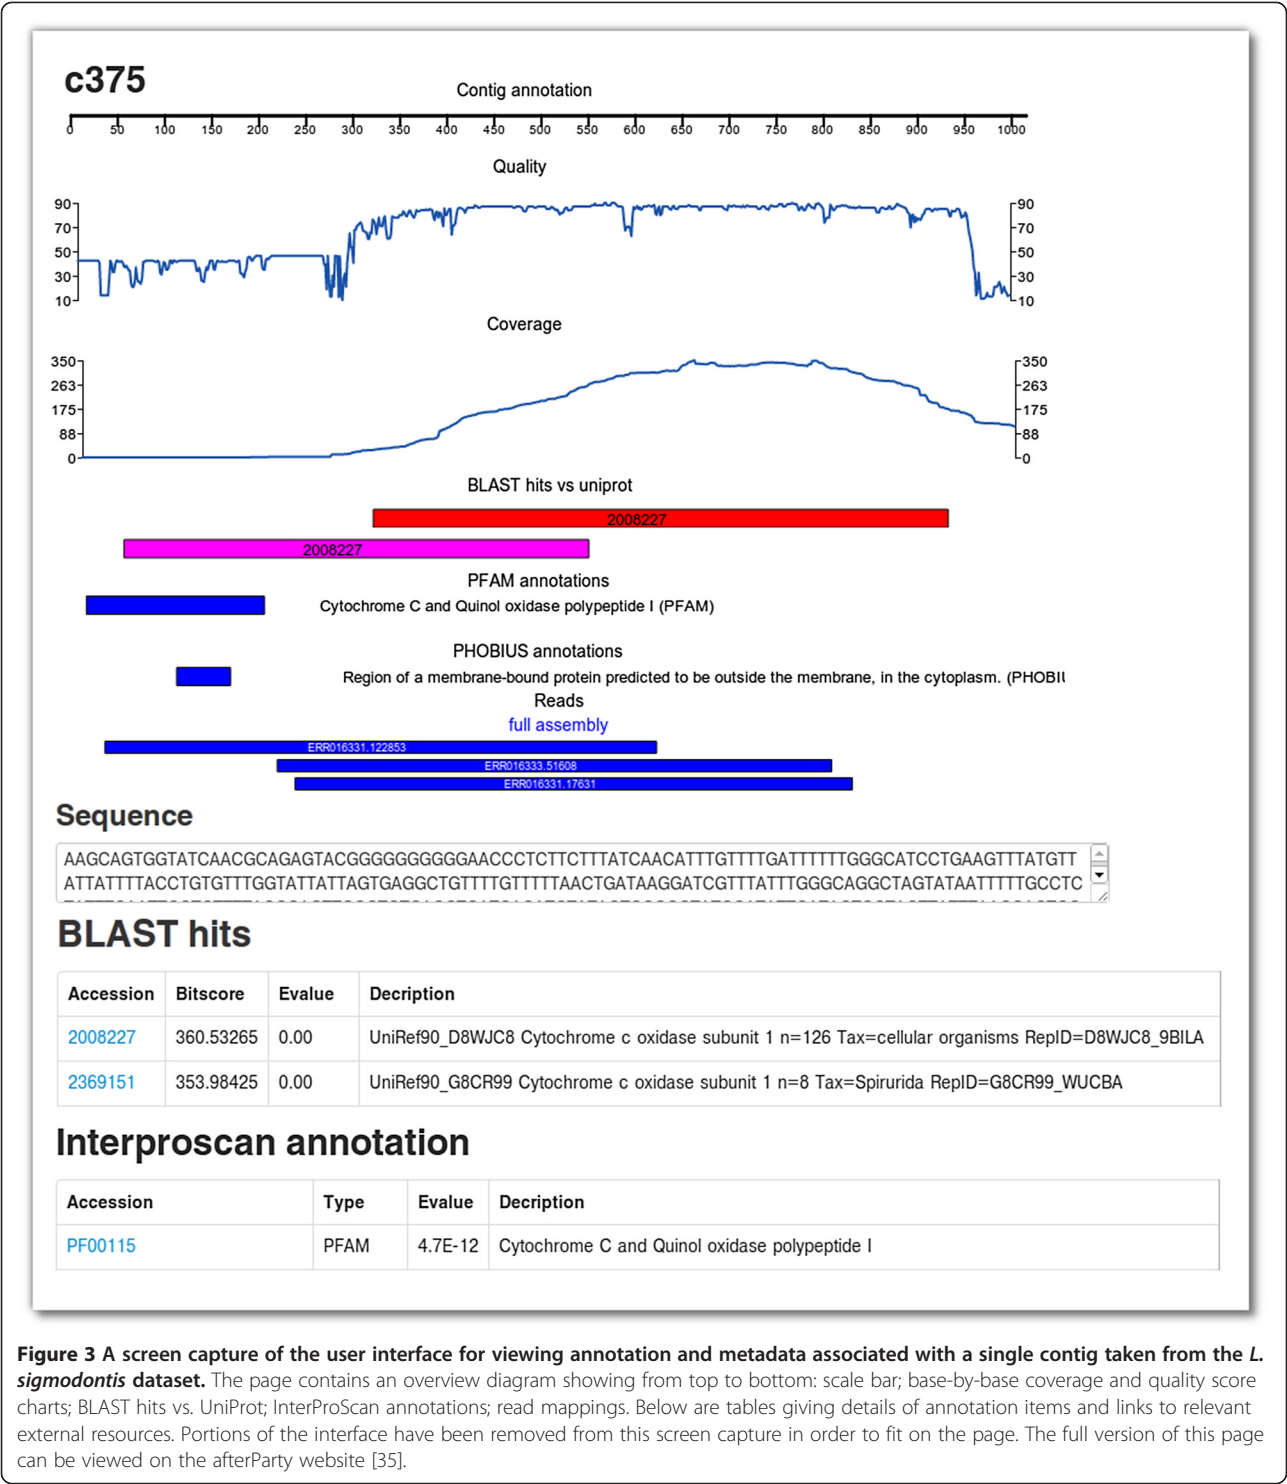 c375
Contig annotation
0 50 100 150 200 250 300 350 400 450 500 550 600 650 700 750 800 850 900 950 1000
Quality
90 90
70 70
50 50
30 30
10 10
Coverage
350 350
263 263
175 175
88 88
0 0
BLAST hits vs uniprot
2008227
2008227
PFAM annotations
Cytochrome C and Quinol oxidase polypeptide I (PFAM)
PHOBIUS annotations
Region of a membrane-bound protein predicted to be outside the membrane, in the cytoplasm. (PHOBIU
Reads
full assembly
ERR016331.122853
ERR016333.51608
ERR016331.17631
Sequence
AAGCAGTGGTATCAACGCAGAGTACGGGGGGGGGGAACCCTCTTCTTTATCAACATTTGTTTTGATTTTTTGGGCATCCTGAAGTTTATGTT
ATTATTTTACCTGTGTTTGGTATTATTAGTGAGGCTGTTTTGTTTTTAACTGATAAGGATCGTTTATTTGGGCAGGCTAGTATAATTTTTGCCTC
BLAST hits
Accession Bitscore Evalue Decription
2008227 360.53265 0.00 UniRef90_D8WJC8 Cytochrome c oxidase subunit 1 n=126 Tax=cellular organisms RepID=D8WJC8_9BILA
2369151 353.98425 0.00 UniRef90_G8CR99 Cytochrome c oxidase subunit 1 n=8 Tax=Spirurida RepID=G8CR99_WUCBA
Interproscan annotation
Accession Type Evalue Decription
PF00115 PFAM 4.7E-12 Cytochrome C and Quinol oxidase polypeptide I
Figure 3 A screen capture of the user interface for viewing annotation and metadata associated with a single contig taken from the L.
sigmodontis dataset. The page contains an overview diagram showing from top to bottom: scale bar; base-by-base coverage and quality score
charts; BLAST hits vs. UniProt; InterProScan annotations; read mappings. Below are tables giving details of annotation items and links to relevant
external resources. Portions of the interface have been removed from this screen capture in order to fit on the page. The full version of this page
can be viewed on the afterParty website [35].